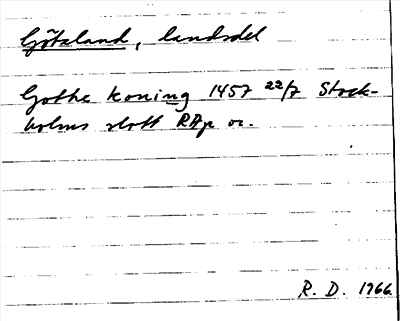 Götaland, landsdel
Gothe koning 1457 22/7 Stock-
holms slott RAp or.
R. D. 1966.